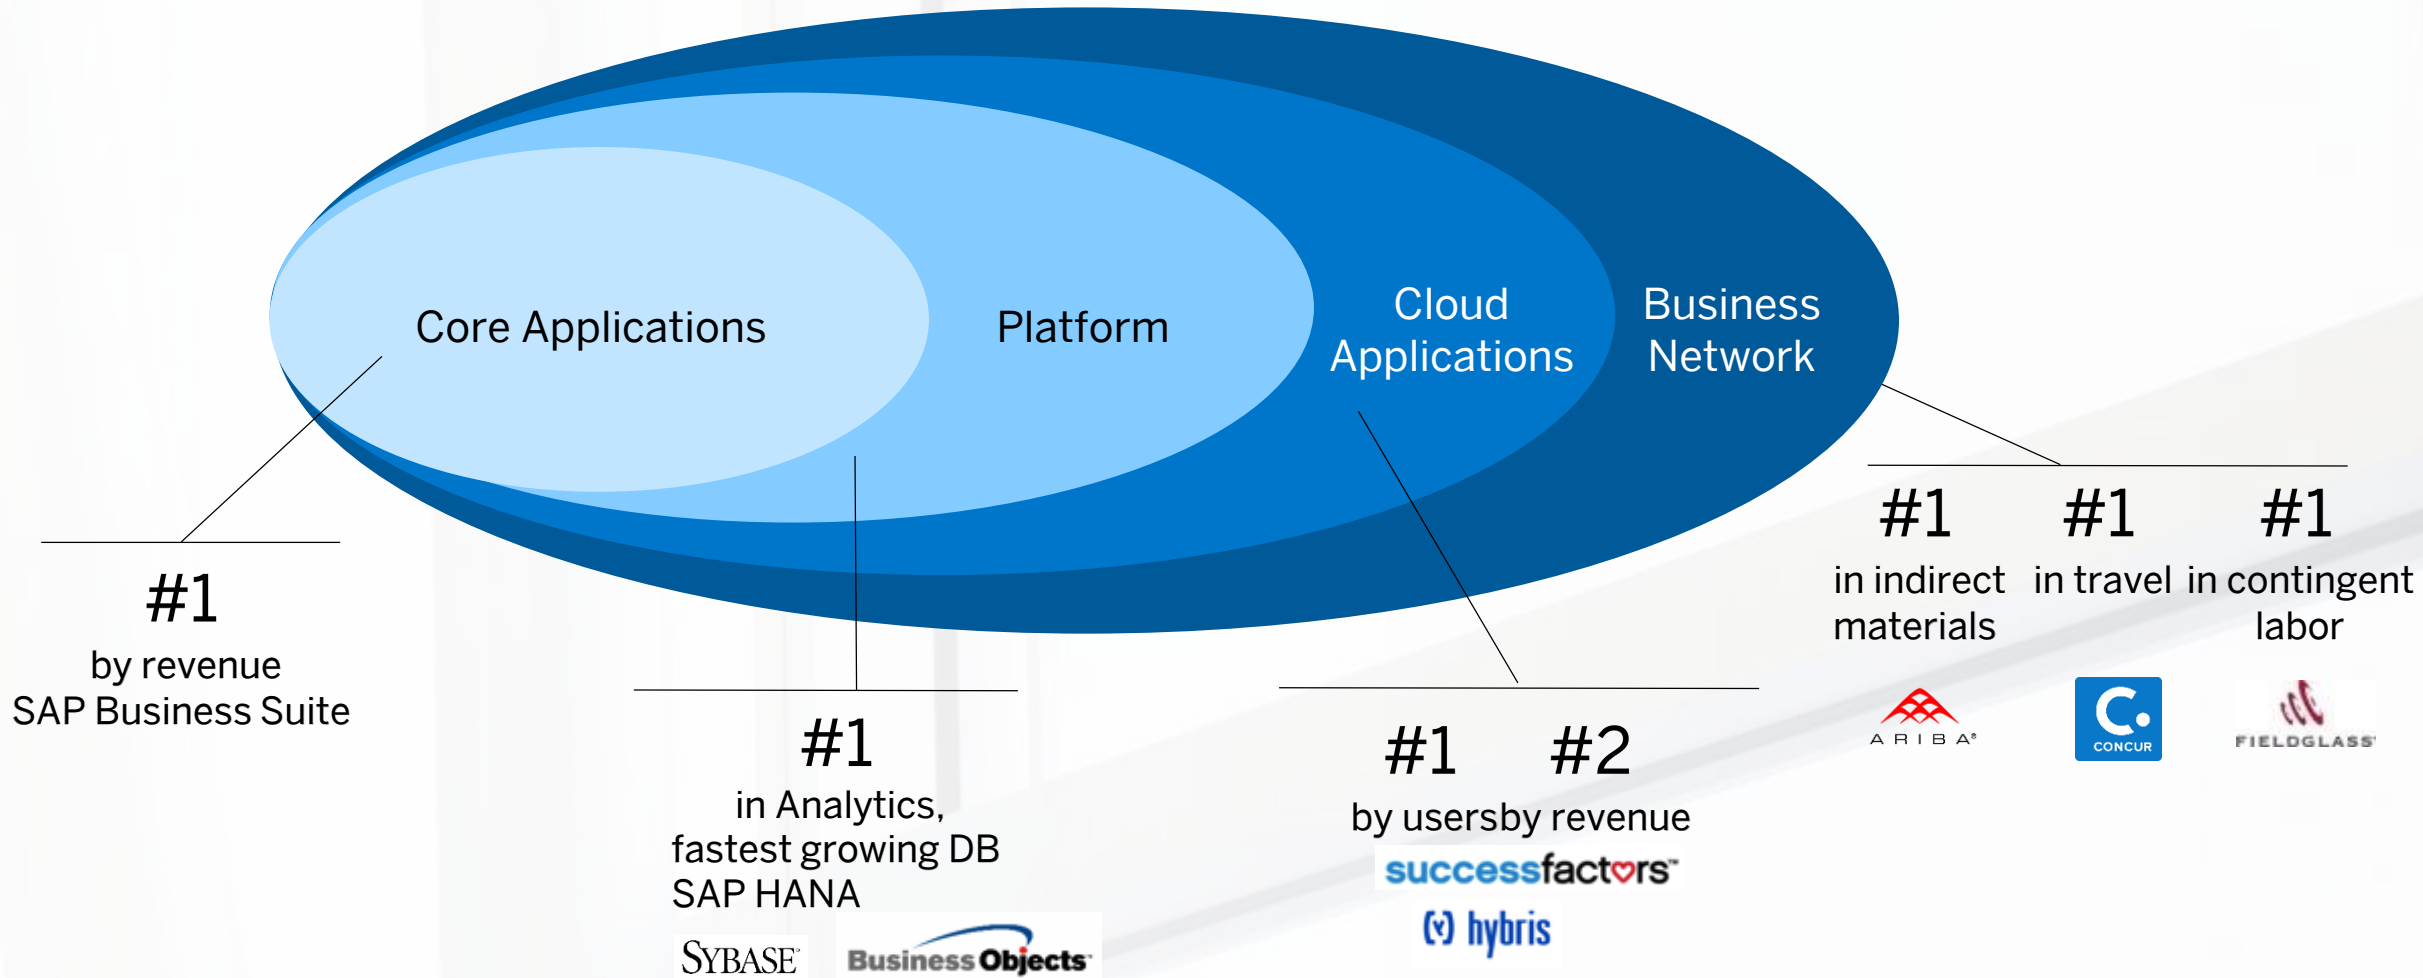 Core Applications
Platform
Cloud
Applications
Business
Network
#1
by revenue
SAP Business Suite
#1
in Analytics,
fastest growing DB
SAP HANA
SYBASE
Business Objects
#1 #2
by usersby revenue
successfactors™
(y) hybris
#1
in indirect
materials
ARIBA®
#1
in travel
C.
CONCUR
#1
in contingent
labor
FIELDGLASS